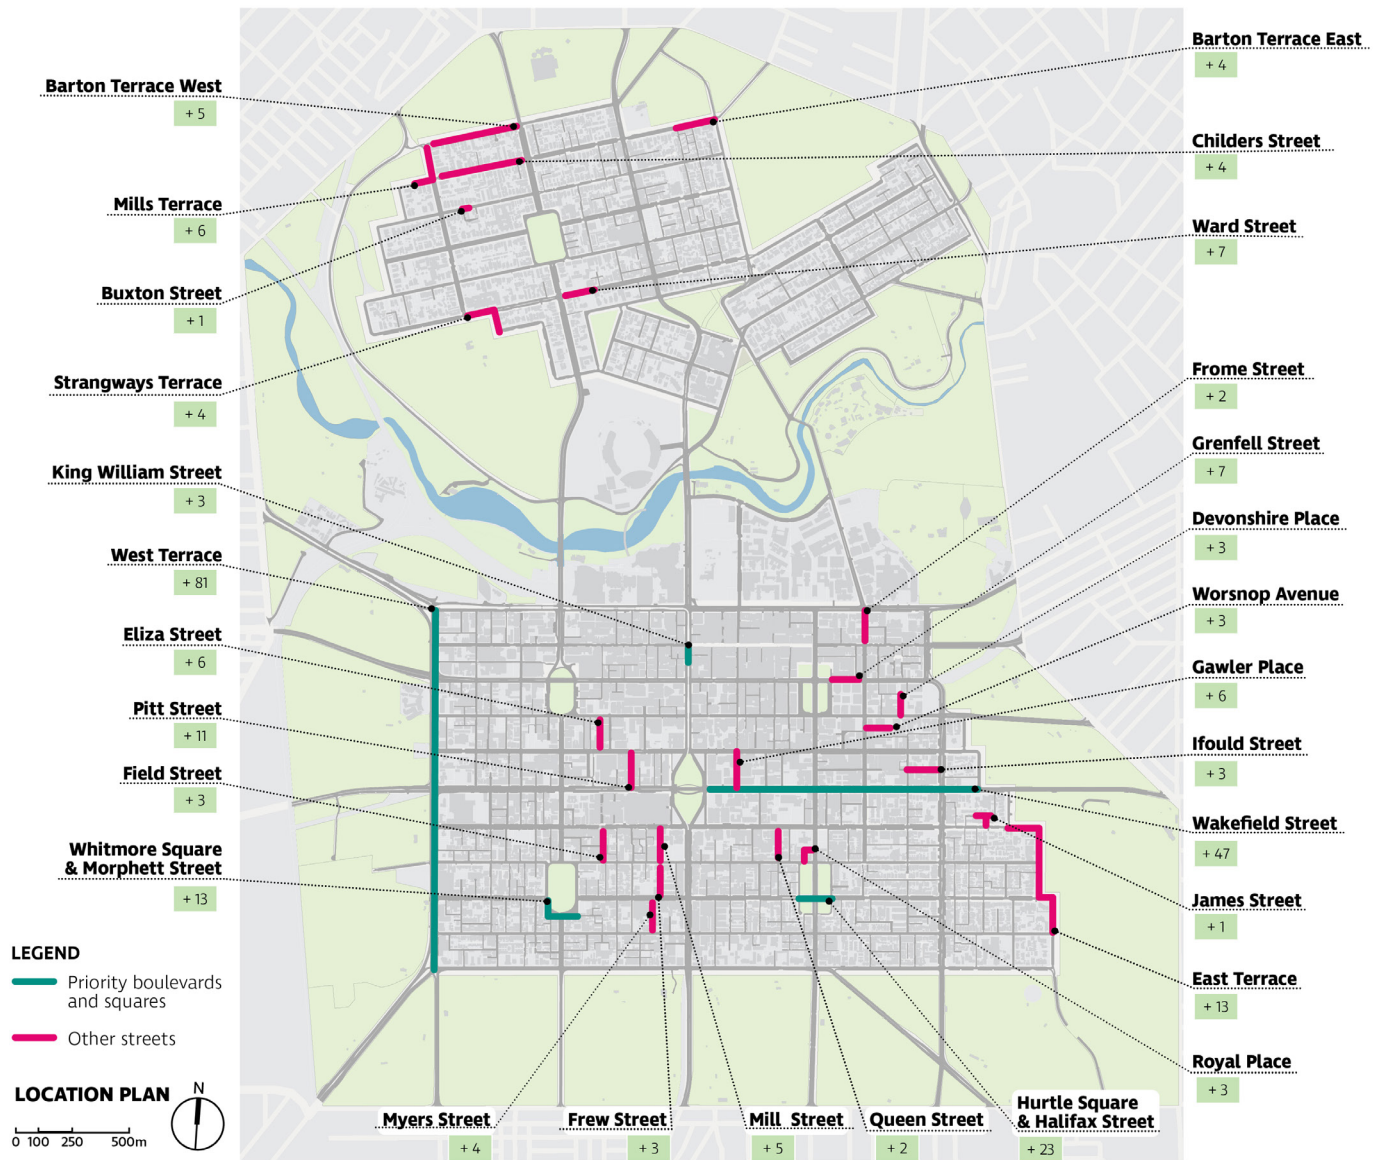 Barton Terrace West
+ 5
Mills Terrace
+ 6
Buxton Street
+ 1
Strangways Terrace
+ 4
King William Street
+ 3
West Terrace
+ 81
Eliza Street
+ 6
Pitt Street
+ 11
Field Street
+ 3
Whitmore Square
& Morphett Street
+ 13
LEGEND
Priority boulevards
and squares
Other streets
LOCATION PLAN
N
0 100 250 500m
Barton Terrace East
+ 4
Childers Street
+ 4
Ward Street
+ 7
Frome Street
+ 2
Grenfell Street
+ 7
Devonshire Place
+ 3
Worsnop Avenue
+ 3
Gawler Place
+ 6
Ifould Street
+ 3
Wakefield Street
+ 47
James Street
+ 1
East Terrace
+ 13
Royal Place
+ 3
Myers Street
+ 4
Frew Street
+ 3
Mill Street
+ 5
Queen Street
+ 2
Hurtle Square
& Halifax Street
+ 23